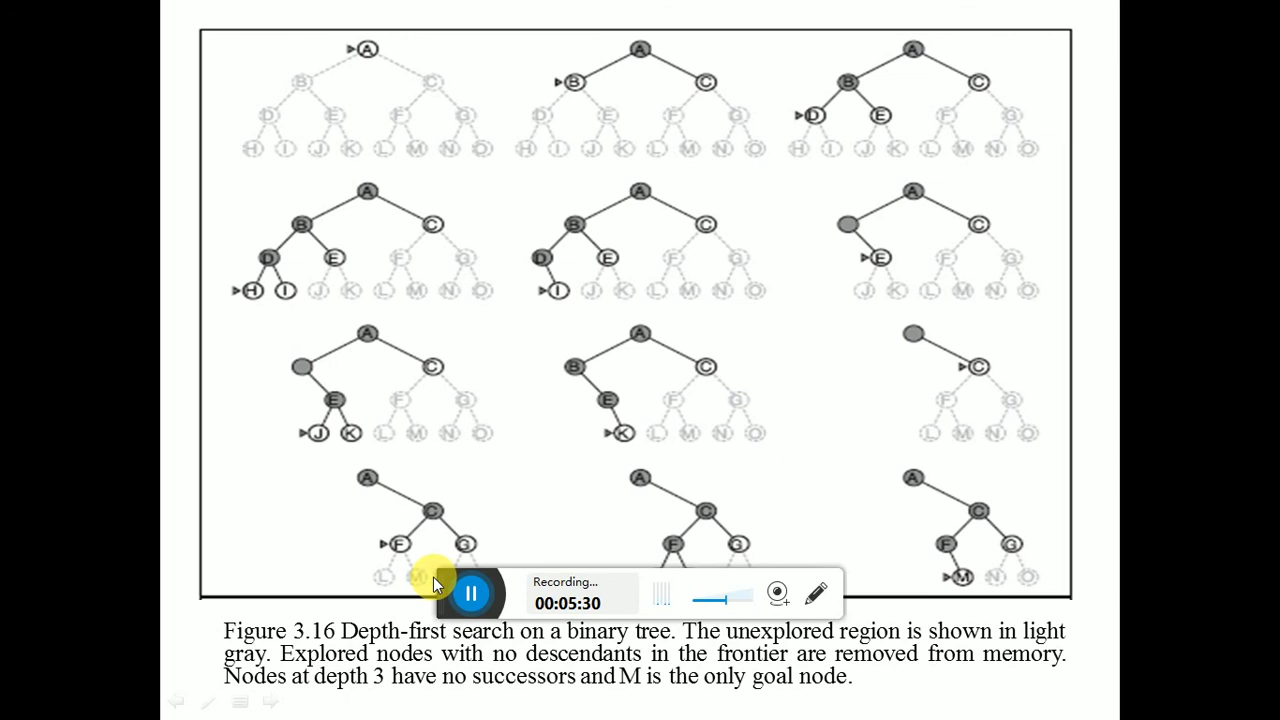 A A A
B C B C B C
D E F G D E F G D E F G
H I J K L M N O H I J K L M N O H I J K L M N O
A A A
B C B C C
D E F G D E F G E F G
H I J K L M N O I J K L M N O J K L M N O
A A
C B C C
E F G E F G F G
J K L M N O K L M N O L M N O
A A A
C C C
F G F G F G
L M M N O
Recording...
00:05:30
Figure 3.16 Depth-first search on a binary tree. The unexplored region is shown in light
gray. Explored nodes with no descendants in the frontier are removed from memory.
Nodes at depth 3 have no successors and M is the only goal node.